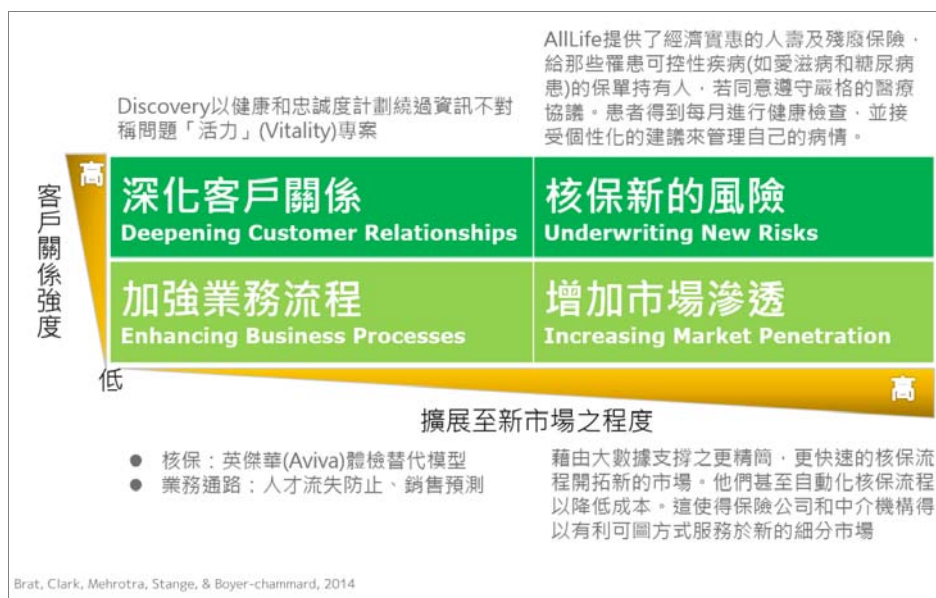 AllLife提供了經濟實惠的人壽及殘廢保險，
給那些罹患可控性疾病(如愛滋病和糖尿病
患)的保單持有人，若同意遵守嚴格的醫療
協議。患者得到每月進行健康檢查，並接
受個性化的建議來管理自己的病情。
Discovery以健康和忠誠度計劃繞過資訊不對
稱問題「活力」(Vitality)專案
客戶關係強度
高
深化客戶關係
Deepening Customer Relationships
核保新的風險
Underwriting New Risks
加強業務流程
Enhancing Business Processes
增加市場滲透
Increasing Market Penetration
低
高
擴展至新市場之程度
● 核保：英傑華(Aviva)體檢替代模型
● 業務通路：人才流失防止、銷售預測
藉由大數據支撐之更精簡，更快速的核保流
程開拓新的市場。他們甚至自動化核保流程
以降低成本。這使得保險公司和中介機構得
以有利可圖方式服務於新的細分市場
Brat, Clark, Mehrotra, Stange, & Boyer-chammard, 2014